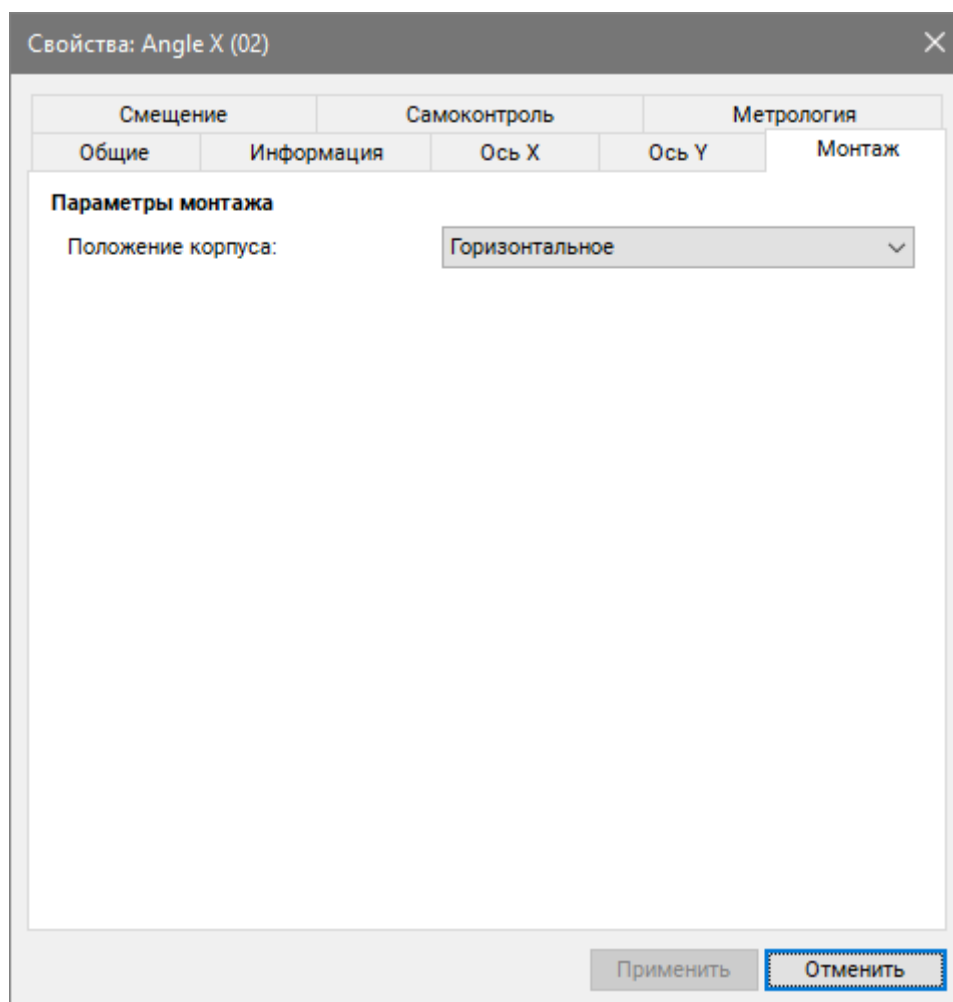 Свойства: Angle X (02)
Смещение Самоконтроль Метрология
Общие Информация Ось X Ось Y Монтаж
Параметры монтажа
Положение корпуса: Горизонтальное
Применить Отменить